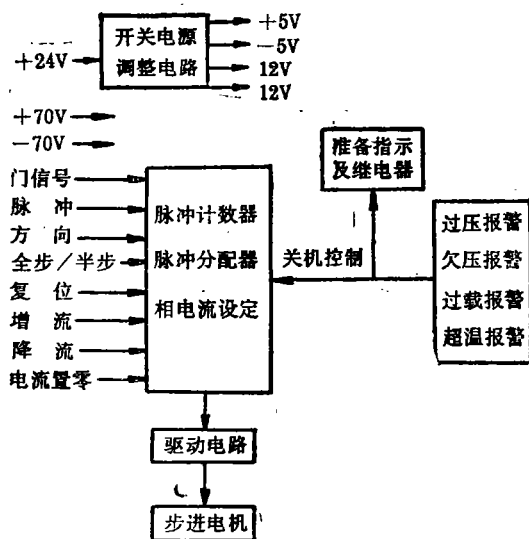 +5V
开关电源
-5V
+24V
调整电路
12V
12V
+70V
-70V
准备指示
及继电器
门信号
脉 冲
方 向
全步／半步
复 位
增 流
降 流
电流置零
脉冲计数器
脉冲分配器
相电流设定
关机控制
过压报警
欠压报警
过载报警
超温报警
驱动电路
步进电机